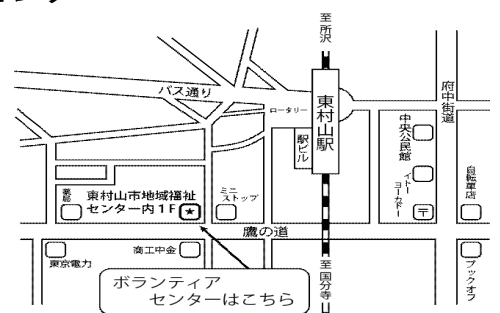 至所沢
バス通り
ロータリー
東村山駅
駅ビル
府中街道
中央公民館
イトーヨーカドー
〒
自転車店
薬局
東村山市地域福祉
センター内1F★
ミニ
ストップ
鷹の道
東京電力
商工中金
ボランティア
センターはこちら
至国分寺
ブックオフ